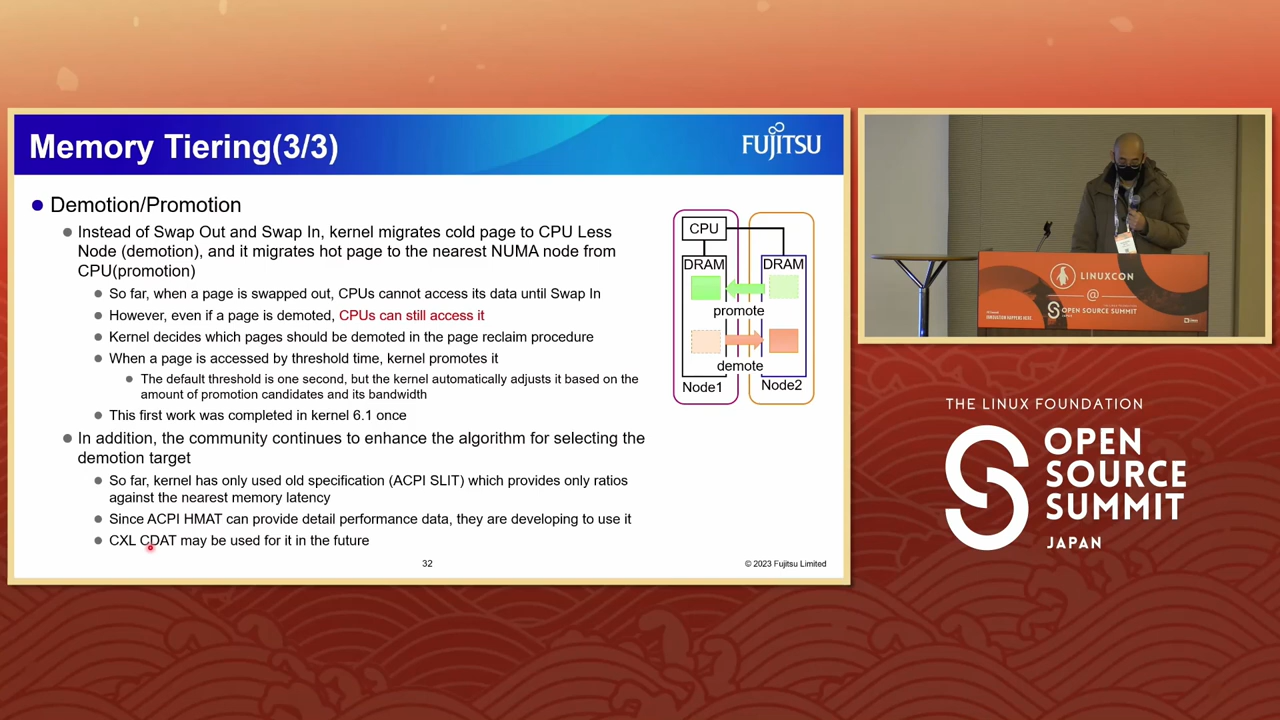 Memory Tiering(3/3)
FUJITSU
Demotion/Promotion
Instead of Swap Out and Swap In, kernel migrates cold page to CPU Less
Node (demotion), and it migrates hot page to the nearest NUMA node from
CPU(promotion)
So far, when a page is swapped out, CPUs cannot access its data until Swap In
However, even if a page is demoted, CPUs can still access it
Kernel decides which pages should be demoted in the page reclaim procedure
When a page is accessed by threshold time, kernel promotes it
The default threshold is one second, but the kernel automatically adjusts it based on the
amount of promotion candidates and its bandwidth
This first work was completed in kernel 6.1 once
In addition, the community continues to enhance the algorithm for selecting the
demotion target
So far, kernel has only used old specification (ACPI SLIT) which provides only ratios
against the nearest memory latency
Since ACPI HMAT can provide detail performance data, they are developing to use it
CXL CDAT may be used for it in the future
CPU
DRAM
DRAM
promote
demote
Node1
Node2
32
© 2023 Fujitsu Limited
LINUXCON
@
OPEN SOURCE SUMMIT
THE LINUX FOUNDATION
OPEN
SOURCE
SUMMIT
JAPAN